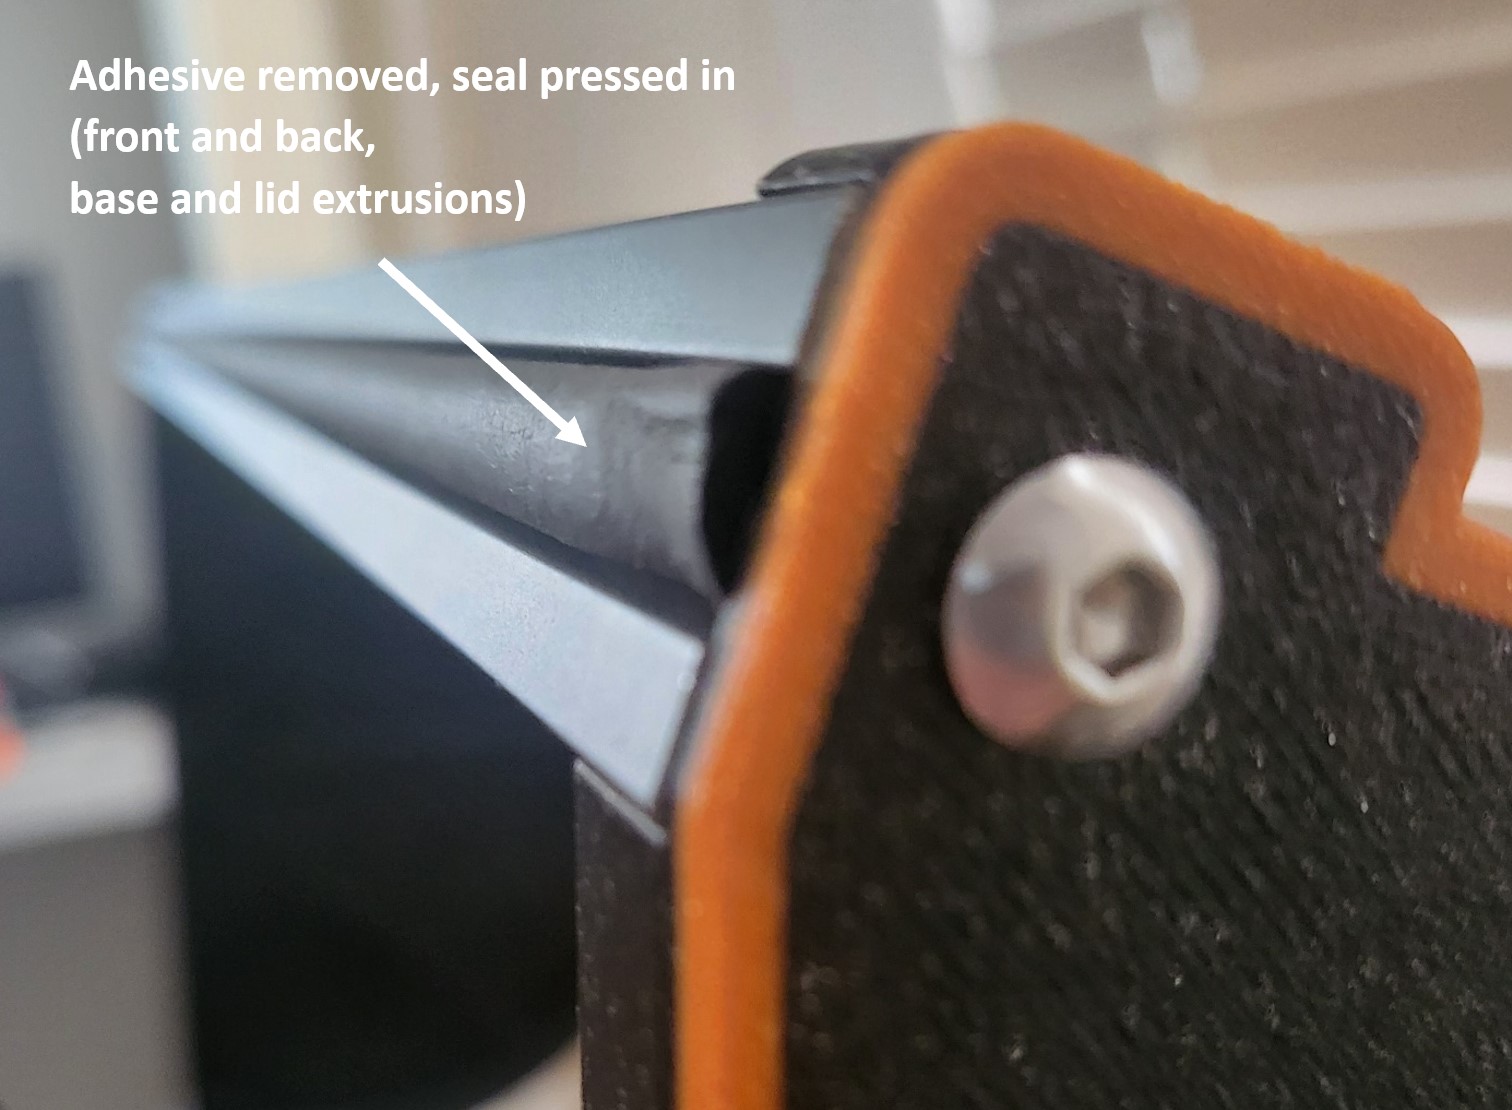 Adhesive removed, seal pressed in
(front and back,
base and lid extrusions)